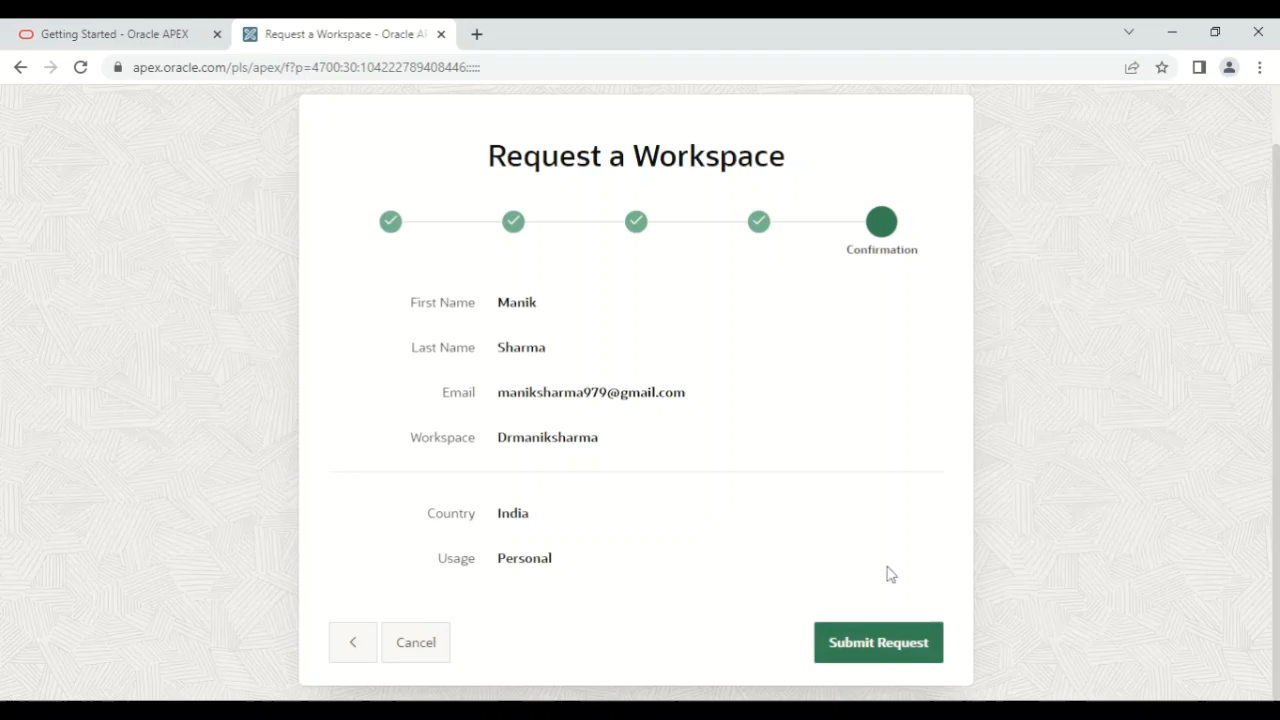 Getting Started - Oracle APEX
Request a Workspace - Oracle A
apex.oracle.com/pls/apex/f?p=4700:30:104222789408446:::::
Request a Workspace
Confirmation
First Name Manik
Last Name Sharma
Email maniksharma979@gmail.com
Workspace Drmaniksharma
Country India
Usage Personal
Cancel Submit Request